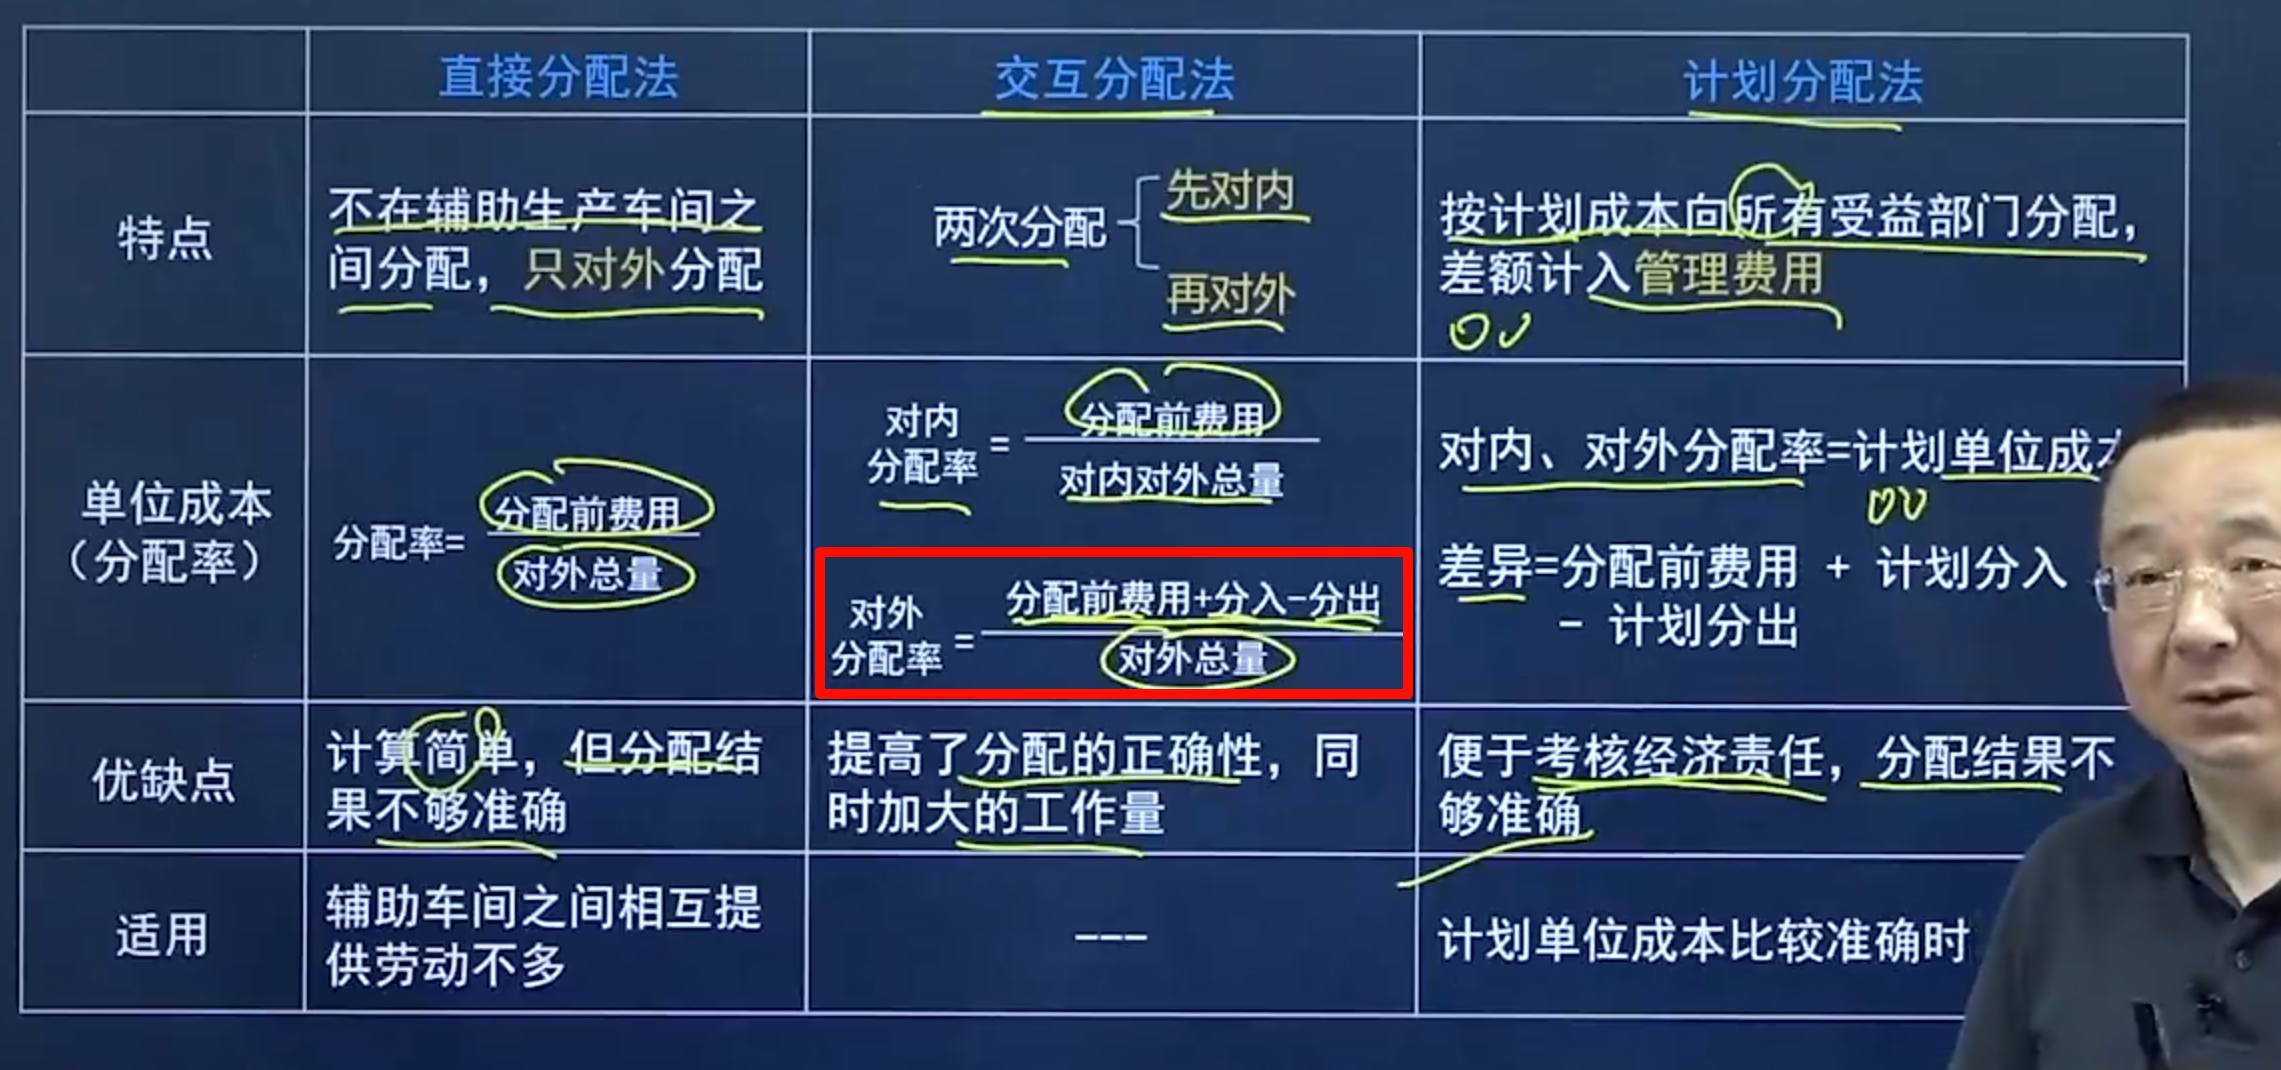 直接分配法
交互分配法
计划分配法
特点
不在辅助生产车间之
间分配，只对外分配
两次分配
先对内
再对外
按计划成本向所有受益部门分配，
差额计入管理费用
单位成本
（分配率）
分配率=
分配前费用
对外总量
对内
分配率
=
分配前费用
对内对外总量
对外
分配率
=
分配前费用+分入-分出
对外总量
对内、对外分配率=计划单位成本
差异=分配前费用 + 计划分入
- 计划分出
优缺点
计算简单，但分配结
果不够准确
提高了分配的正确性，同
时加大的工作量
便于考核经济责任，分配结果不
够准确
适用
辅助车间之间相互提
供劳动不多
---
计划单位成本比较准确时